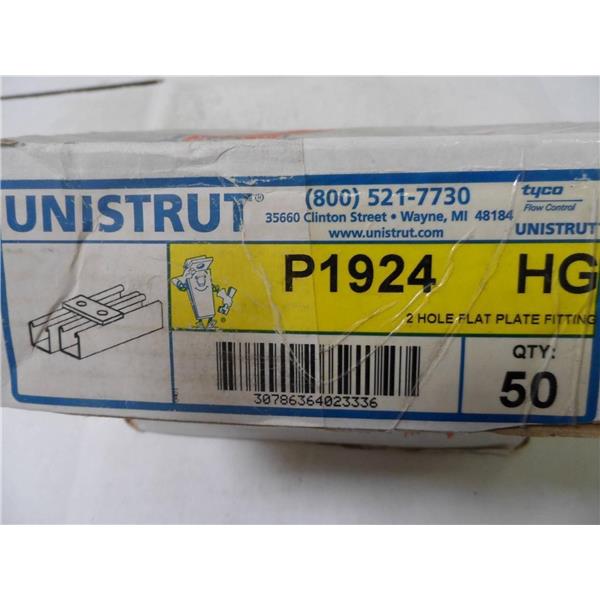 UNISTRUT®
(800) 521-7730
35660 Clinton Street • Wayne, MI 48184
www.unistrut.com
tyco
Flow Control
UNISTRUT
P1924 HG
2 HOLE FLAT PLATE FITTING
QTY:
50
30786364023336